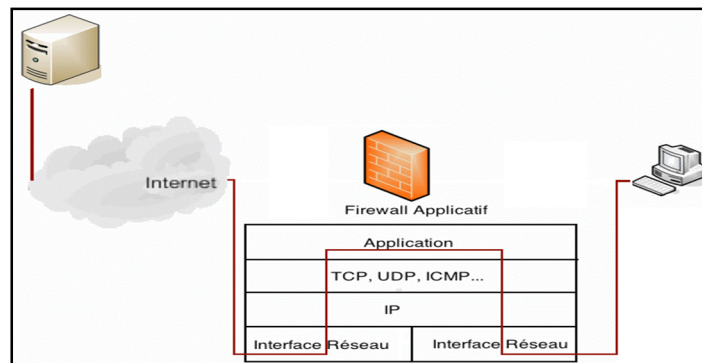 Internet
Firewall Applicatif
Application
TCP, UDP, ICMP...
IP
Interface Réseau
Interface Réseau